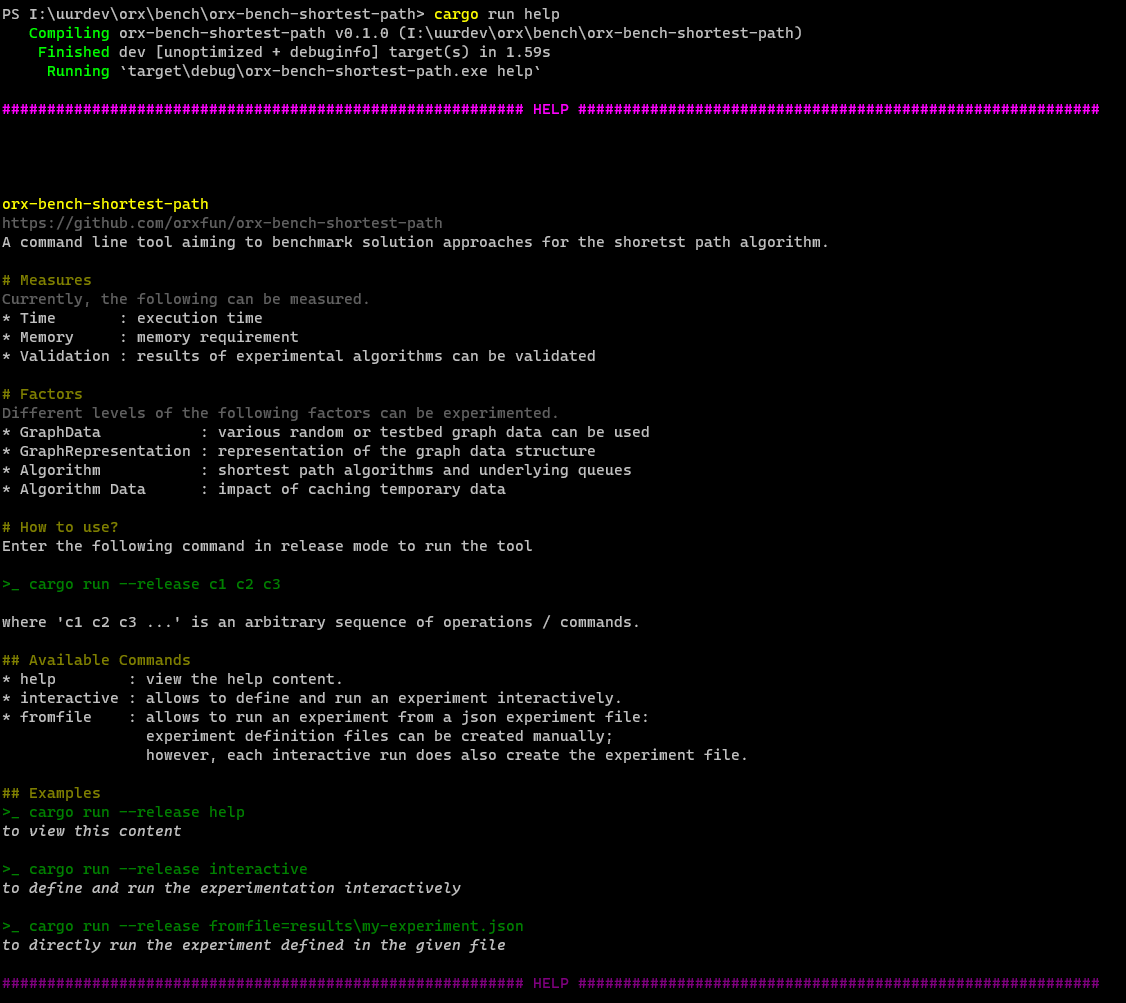 PS I:\uurdev\orx\bench\orx-bench-shortest-path> cargo run help
   Compiling orx-bench-shortest-path v0.1.0 (I:\uurdev\orx\bench\orx-bench-shortest-path)
    Finished dev [unoptimized + debuginfo] target(s) in 1.59s
     Running `target\debug\orx-bench-shortest-path.exe help`
########################################################## HELP ##########################################################
orx-bench-shortest-path
https://github.com/orxfun/orx-bench-shortest-path
A command line tool aiming to benchmark solution approaches for the shoretst path algorithm.
# Measures
Currently, the following can be measured.
* Time       : execution time
* Memory     : memory requirement
* Validation : results of experimental algorithms can be validated
# Factors
Different levels of the following factors can be experimented.
* GraphData           : various random or testbed graph data can be used
* GraphRepresentation : representation of the graph data structure
* Algorithm           : shortest path algorithms and underlying queues
* Algorithm Data      : impact of caching temporary data
# How to use?
Enter the following command in release mode to run the tool
>_ cargo run --release c1 c2 c3
where 'c1 c2 c3 ...' is an arbitrary sequence of operations / commands.
## Available Commands
* help        : view the help content.
* interactive : allows to define and run an experiment interactively.
* fromfile    : allows to run an experiment from a json experiment file:
                experiment definition files can be created manually;
                however, each interactive run does also create the experiment file.
## Examples
>_ cargo run --release help
to view this content
>_ cargo run --release interactive
to define and run the experimentation interactively
>_ cargo run --release fromfile=results\my-experiment.json
to directly run the experiment defined in the given file
########################################################## HELP ##########################################################